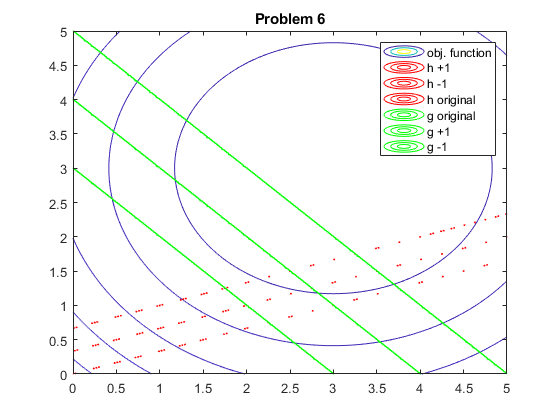 Problem 6
obj. function
h +1
h -1
h original
g original
g +1
g -1
5
4.5
4
3.5
3
2.5
2
1.5
1
0.5
0
0 0.5 1 1.5 2 2.5 3 3.5 4 4.5 5